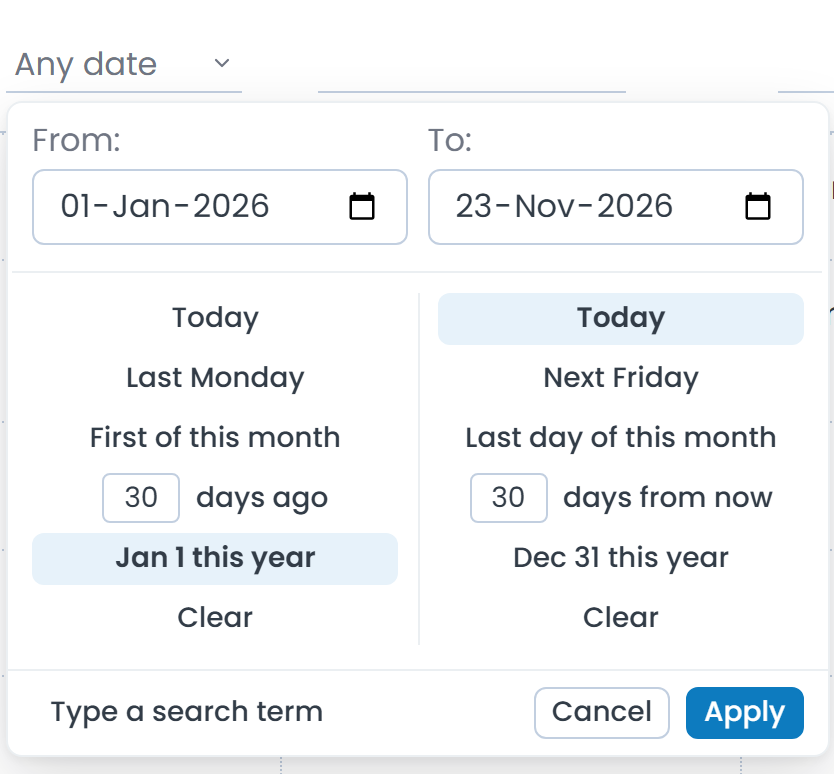 Any date
From: To:
01-Jan-2026 23-Nov-2026
Today Today
Last Monday Next Friday
First of this month Last day of this month
30 days ago 30 days from now
Jan 1 this year Dec 31 this year
Clear Clear
Type a search term Cancel Apply